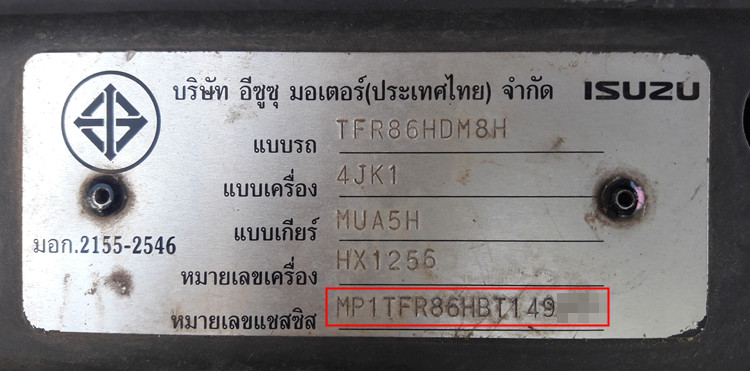 บริษัท อีซูซุ มอเตอร์(ประเทศไทย) จำกัด ISUZU
แบบรถ TFR86HDM8H
แบบเครื่อง 4JK1
แบบเกียร์ MUA5H
มอก.2155-2546
หมายเลขเครื่อง HX1256
หมายเลขแชสซิส MP1TFR86HBT149